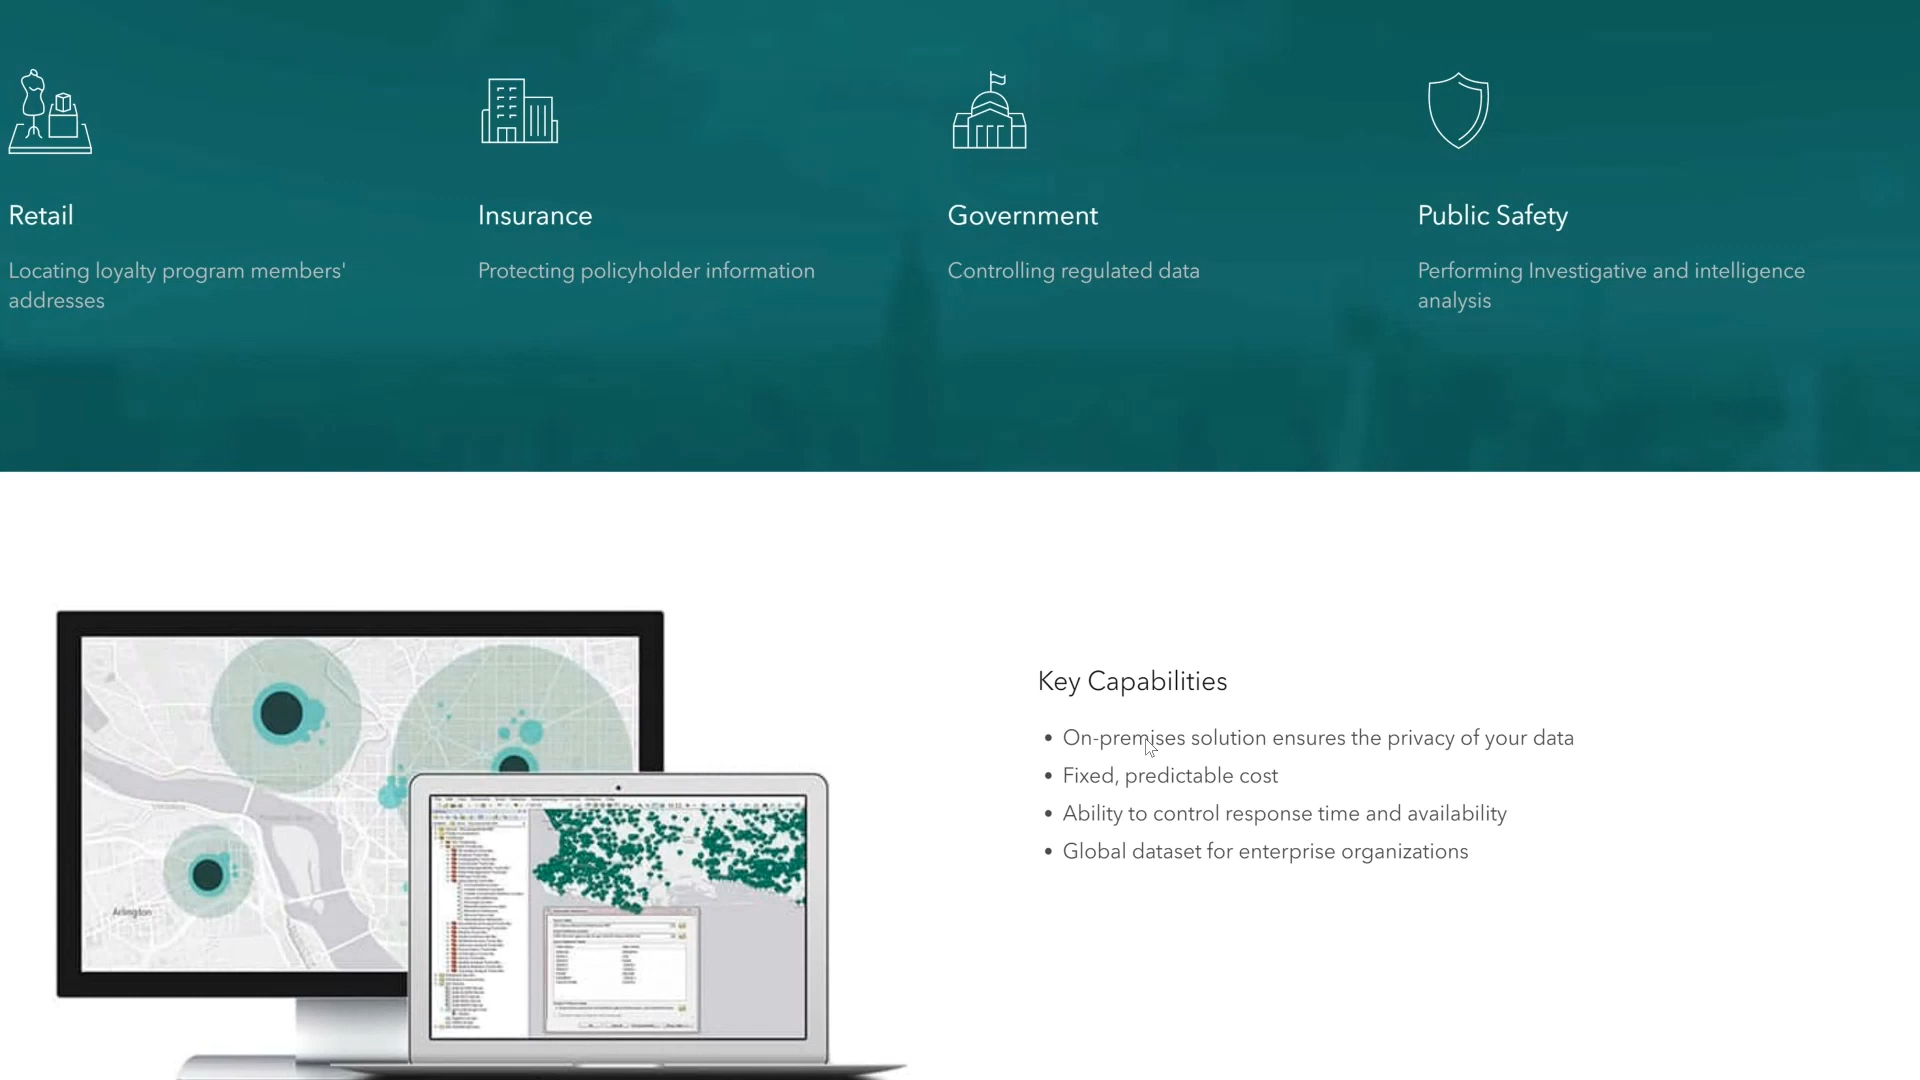 Retail
Insurance
Government
Public Safety
Locating loyalty program members'
addresses
Protecting policyholder information
Controlling regulated data
Performing Investigative and intelligence
analysis
Key Capabilities
• On-premises solution ensures the privacy of your data
• Fixed, predictable cost
• Ability to control response time and availability
• Global dataset for enterprise organizations
Arlington